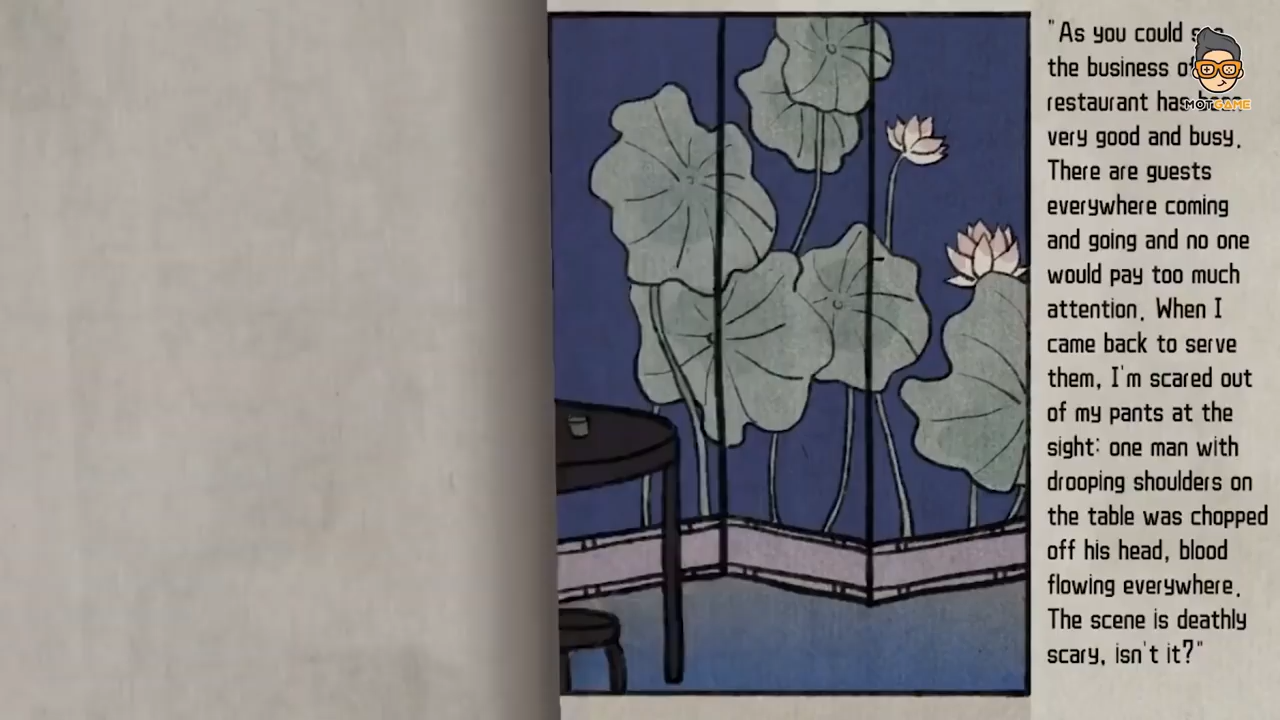 "As you could
the business of
restaurant has been
very good and busy.
There are guests
everywhere coming
and going and no one
would pay too much
attention. When I
came back to serve
them, I'm scared out
of my pants at the
sight: one man with
drooping shoulders on
the table was chopped
off his head, blood
flowing everywhere.
The scene is deathly
scary, isn't it?"
MOTGAME